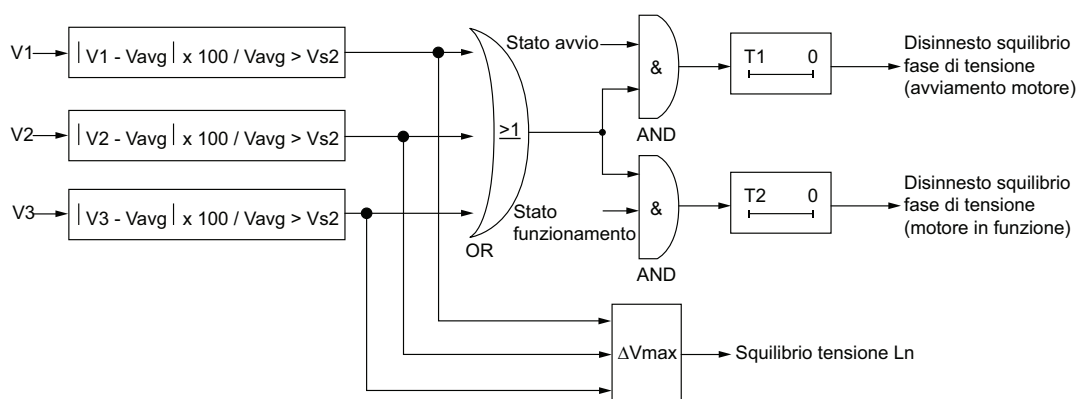 V1
| V1 - Vavg | x 100 / Vavg > Vs2
V2
| V2 - Vavg | x 100 / Vavg > Vs2
V3
| V3 - Vavg | x 100 / Vavg > Vs2
≥1
OR
Stato avvio
&
AND
T1 0
Disinnesto squilibrio
fase di tensione
(avviamento motore)
Stato
funzionamento
&
AND
T2 0
Disinnesto squilibrio
fase di tensione
(motore in funzione)
ΔVmax
Squilibrio tensione Ln